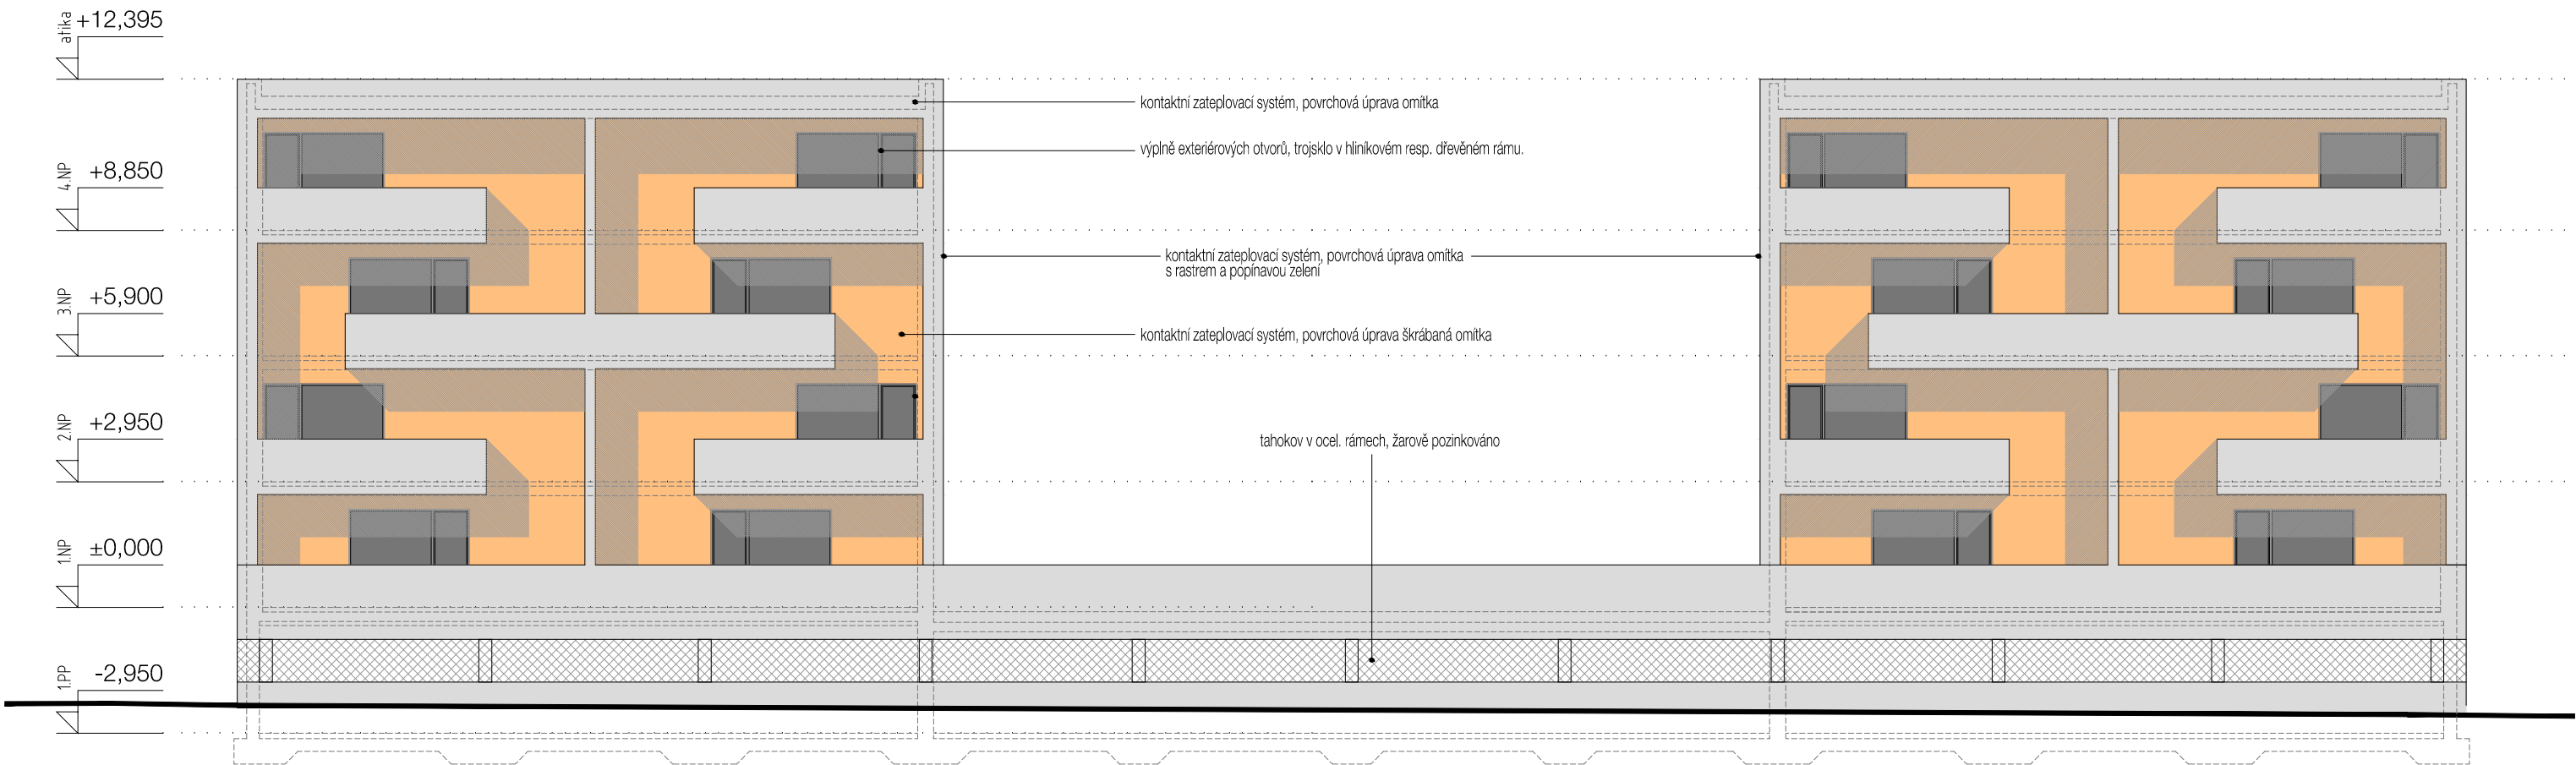 atika +12,395
kontaktní zateplovací systém, povrchová úprava omítka
výplně exteriérových otvorů, trojsklo v hliníkovém resp. dřevěném rámu.
4.NP +8,850
kontaktní zateplovací systém, povrchová úprava omítka
s rastrem a popínavou zelení
3.NP +5,900
kontaktní zateplovací systém, povrchová úprava škrábaná omítka
2.NP +2,950
tahokov v ocel. rámech, žárově pozinkováno
1.NP ±0,000
1.PP -2,950